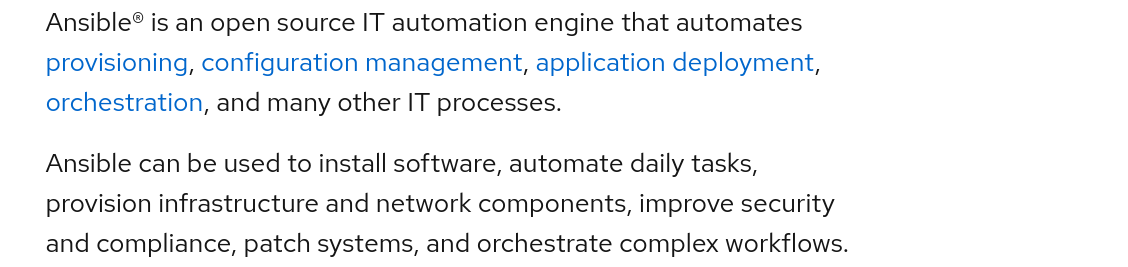 Ansible® is an open source IT automation engine that automates
provisioning, configuration management, application deployment,
orchestration, and many other IT processes.
Ansible can be used to install software, automate daily tasks,
provision infrastructure and network components, improve security
and compliance, patch systems, and orchestrate complex workflows.